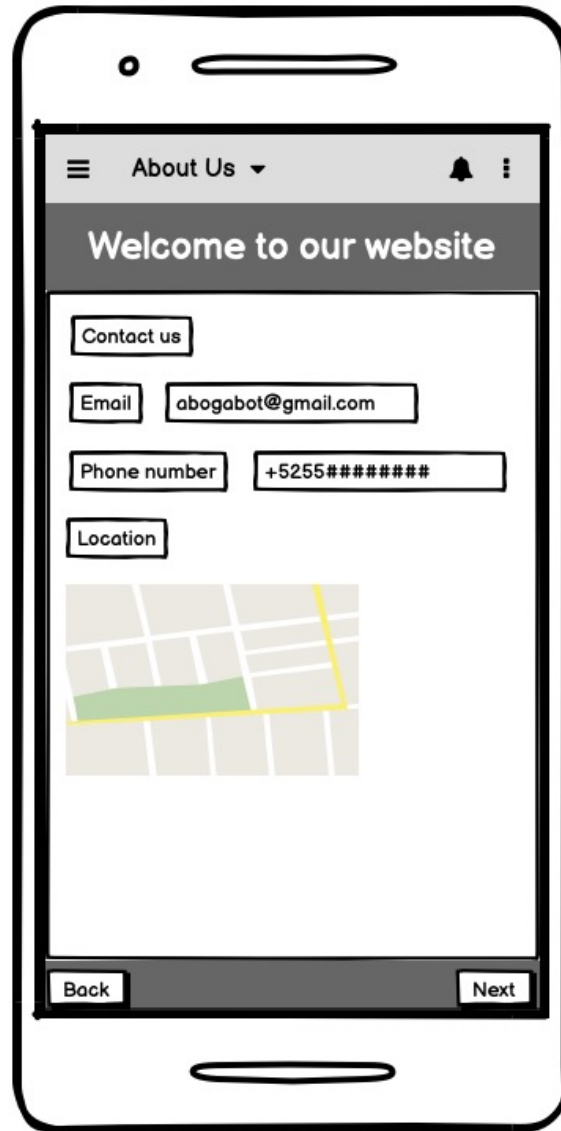 About Us
Welcome to our website
Contact us
Email abogabot@gmail.com
Phone number +5255########
Location
Back Next